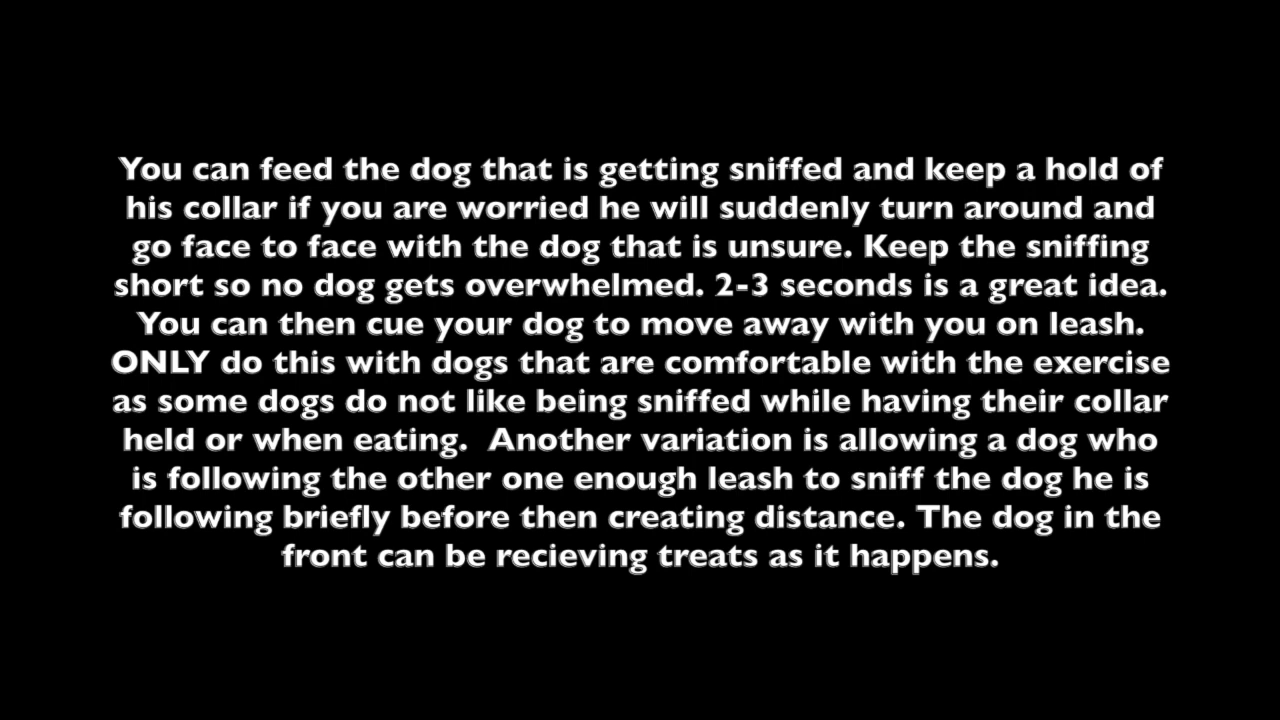 You can feed the dog that is getting sniffed and keep a hold of
his collar if you are worried he will suddenly turn around and
go face to face with the dog that is unsure. Keep the sniffing
short so no dog gets overwhelmed. 2-3 seconds is a great idea.
You can then cue your dog to move away with you on leash.
ONLY do this with dogs that are comfortable with the exercise
as some dogs do not like being sniffed while having their collar
held or when eating.  Another variation is allowing a dog who
is following the other one enough leash to sniff the dog he is
following briefly before then creating distance. The dog in the
front can be recieving treats as it happens.